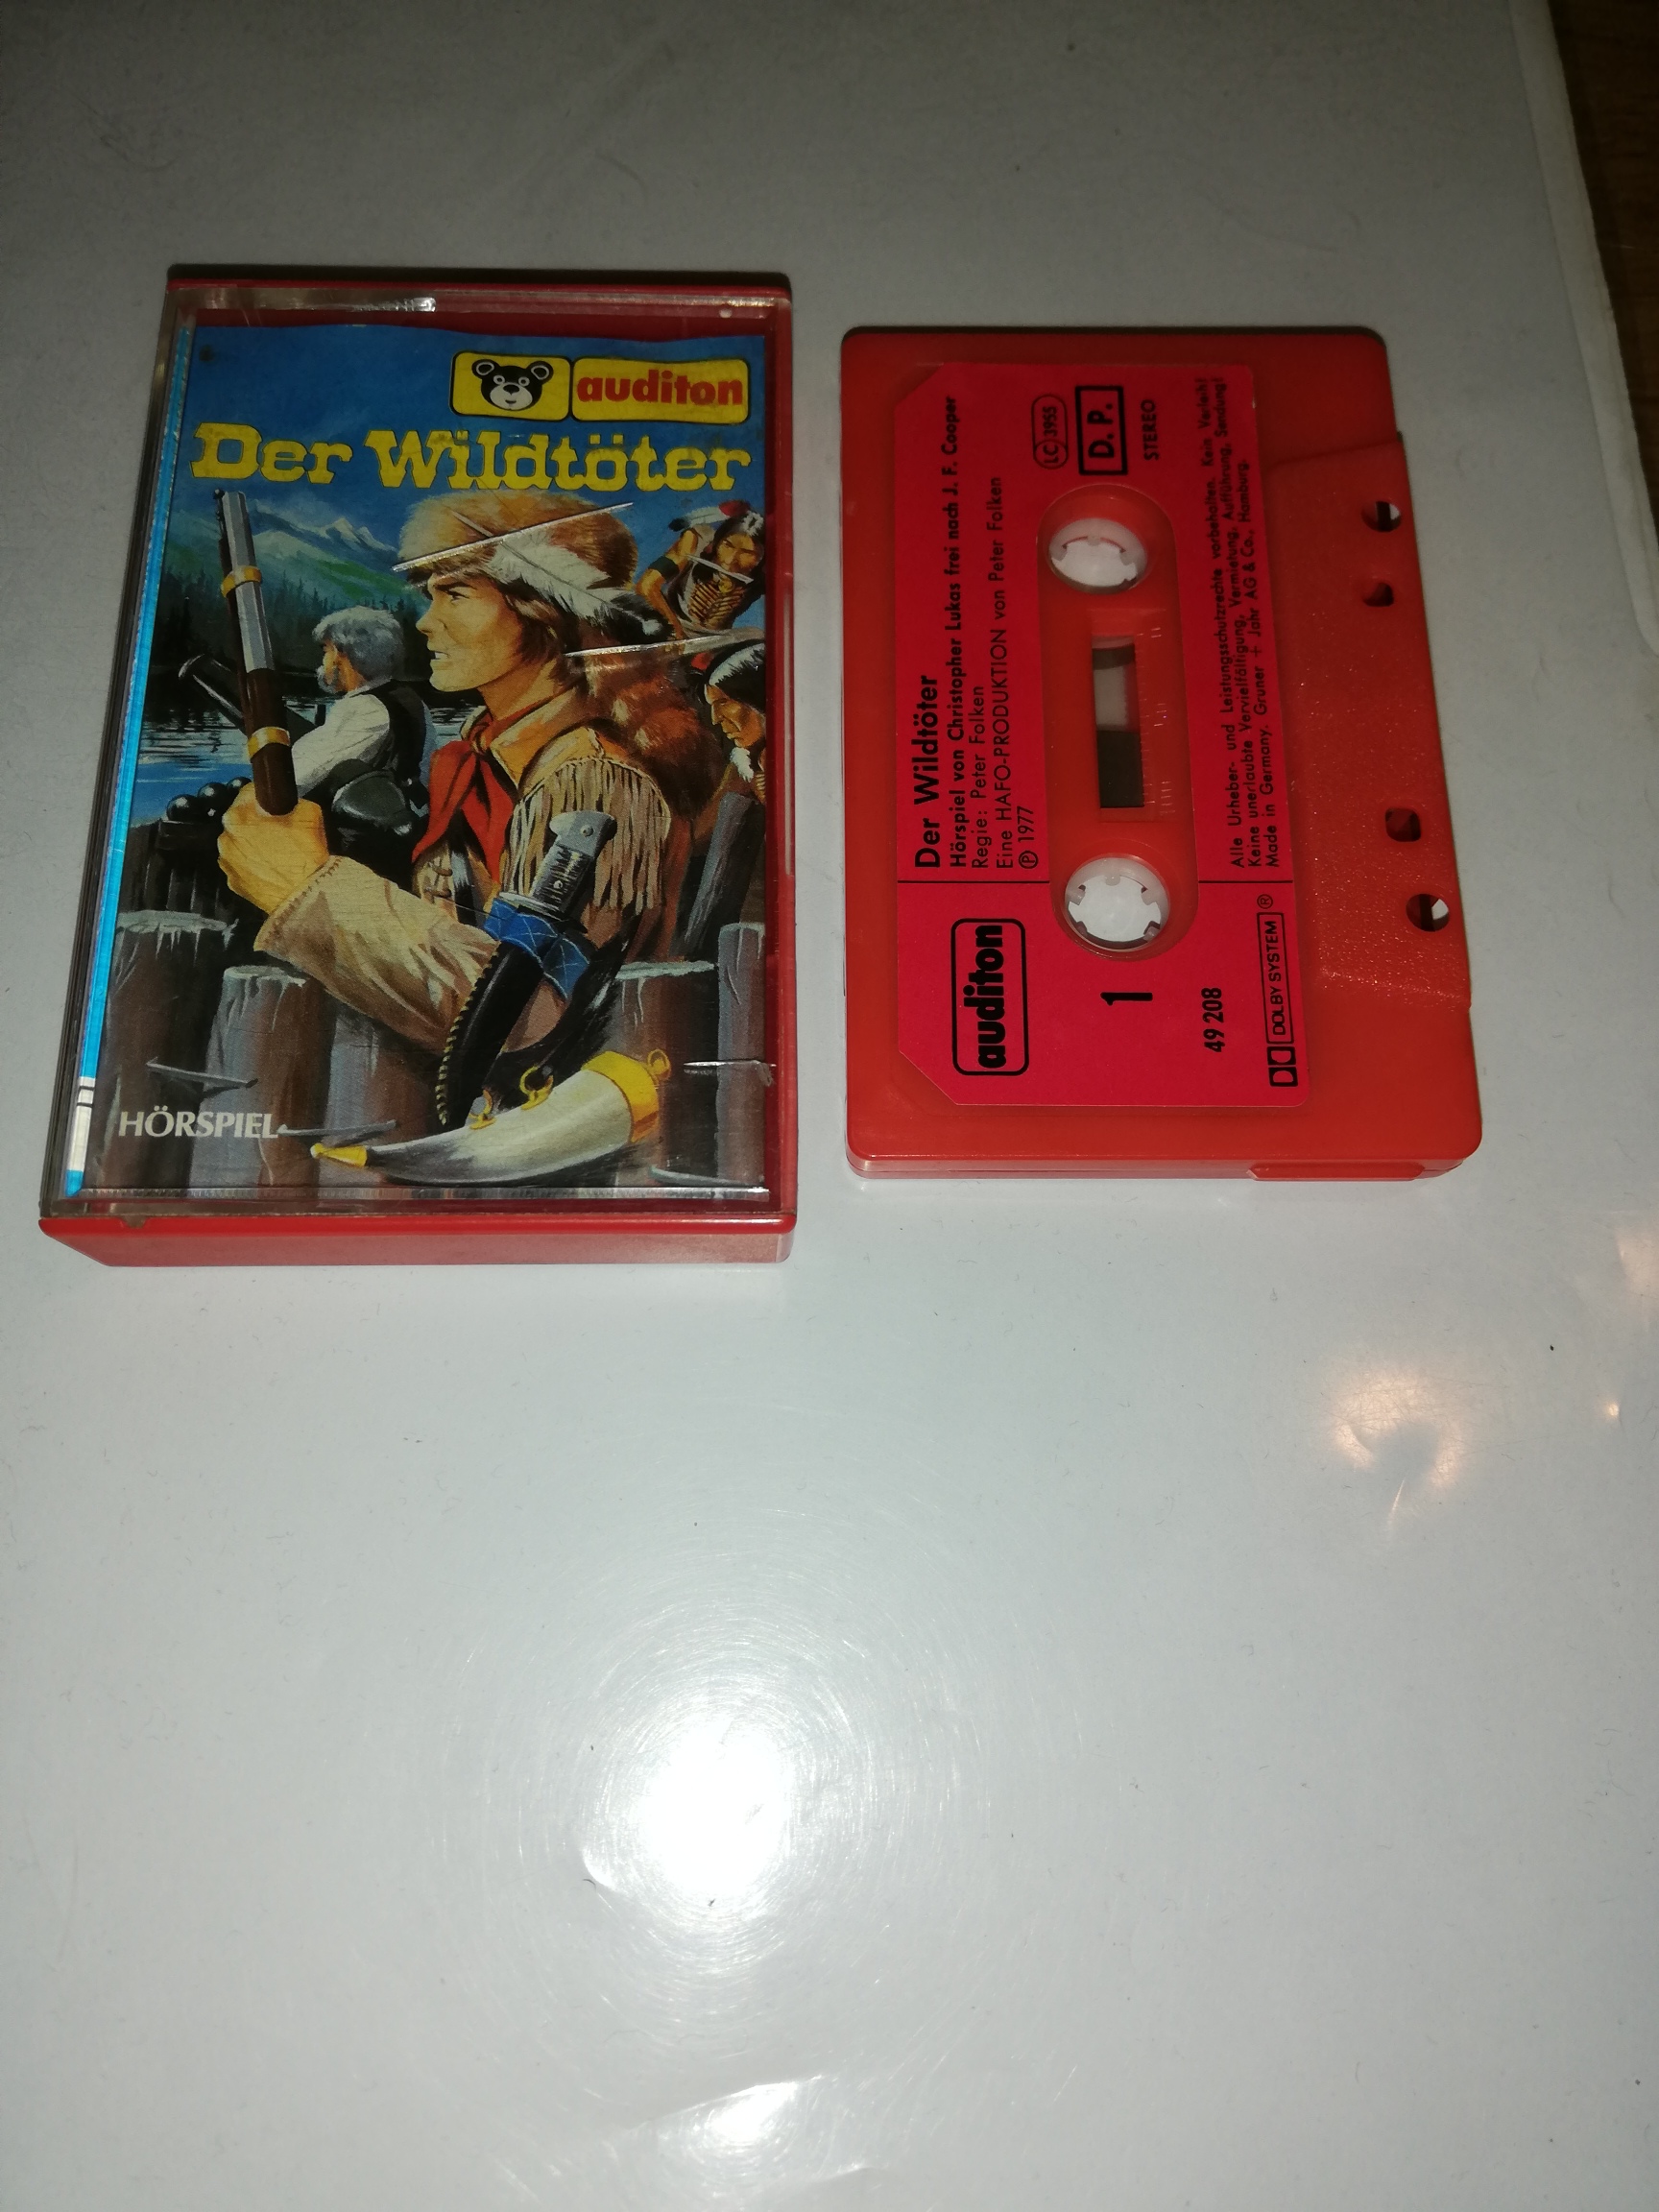 auditon
Der Wildtöter
HÖRSPIEL
Der Wildtöter
Hörspiel von Christopher Lukas frei nach J. F. Cooper
Regie: Peter Folken
Eine HAFO-PRODUKTION von Peter Folken
Ⓟ 1977
LC 3955
D. P.
STEREO
auditon
1
49 208
DOLBY SYSTEM ®
Alle Urheber- und Leistungsschutzrechte vorbehalten. Kein Verleih!
Keine unerlaubte Vervielfältigung, Vermietung, Aufführung, Sendung!
Made in Germany. Gruner + Jahr AG & Co., Hamburg.